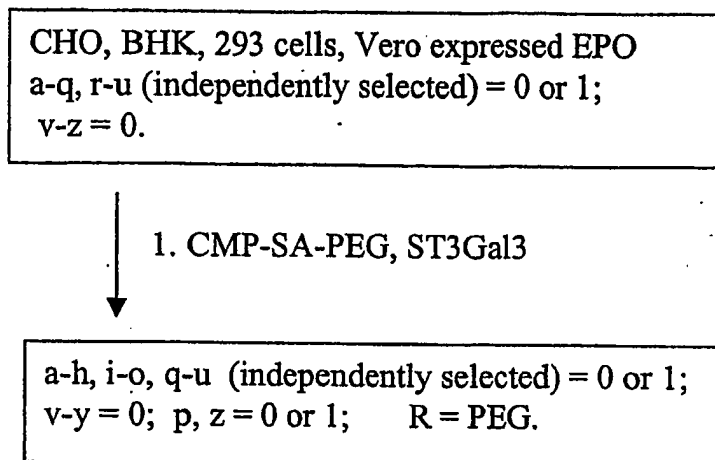 CHO, BHK, 293 cells, Vero expressed EPO
a-q, r-u (independently selected) = 0 or 1;
v-z = 0.
1. CMP-SA-PEG, ST3Gal3
a-h, i-o, q-u (independently selected) = 0 or 1;
v-y = 0; p, z = 0 or 1; R = PEG.